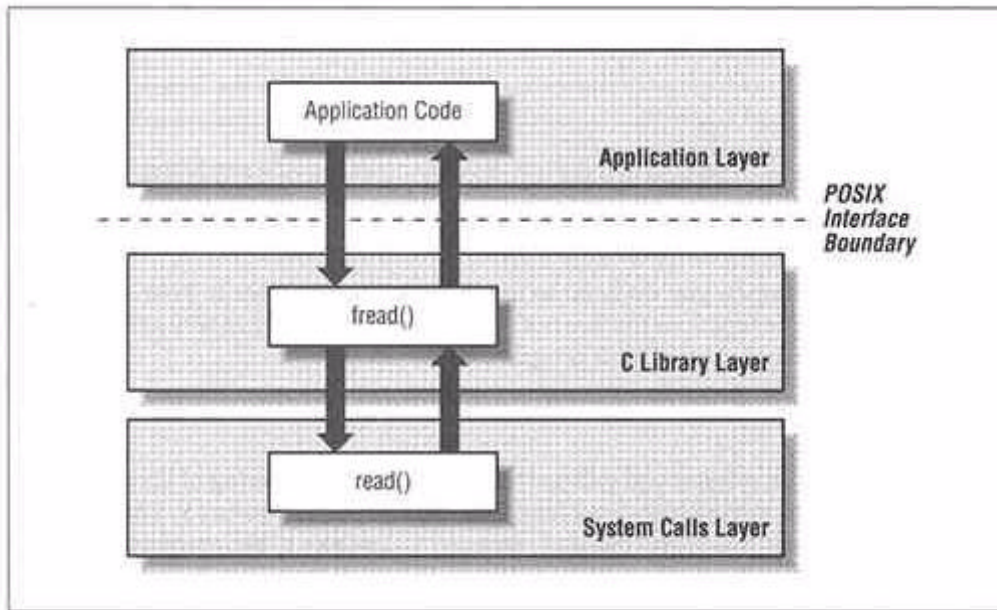 Application Code
Application Layer
POSIX
Interface
Boundary
fread()
C Library Layer
read()
System Calls Layer